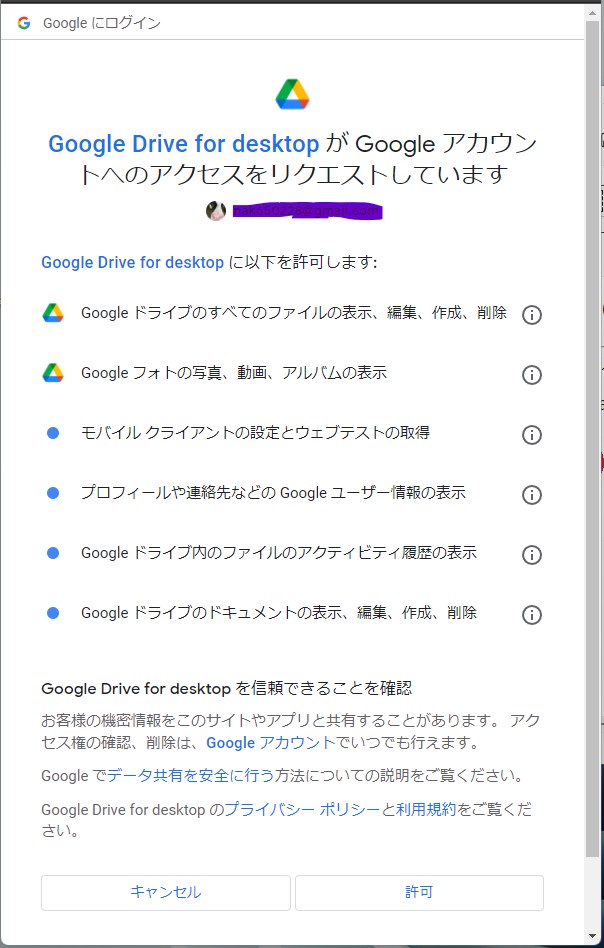 Google にログイン
Google Drive for desktop が Google アカウン
トへのアクセスをリクエストしています
Google Drive for desktop に以下を許可します:
Google ドライブのすべてのファイルの表示、編集、作成、削除
Google フォトの写真、動画、アルバムの表示
モバイル クライアントの設定とウェブテストの取得
プロフィールや連絡先などの Google ユーザー情報の表示
Google ドライブ内のファイルのアクティビティ履歴の表示
Google ドライブのドキュメントの表示、編集、作成、削除
Google Drive for desktop を信頼できることを確認
お客様の機密情報をこのサイトやアプリと共有することがあります。 アク
セス権の確認、削除は、Google アカウントでいつでも行えます。
Google でデータ共有を安全に行う方法についての説明をご覧ください。
Google Drive for desktop のプライバシー ポリシーと利用規約をご覧くだ
さい。
キャンセル 許可